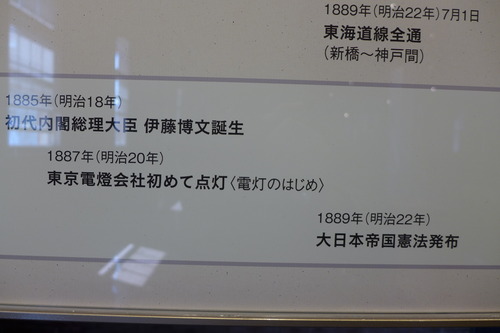 1889年(明治22年)7月1日
東海道線全通
(新橋～神戸間)
1885年(明治18年)
初代内閣総理大臣 伊藤博文誕生
1887年(明治20年)
東京電燈会社初めて点灯〈電灯のはじめ〉
1889年(明治22年)
大日本帝国憲法発布